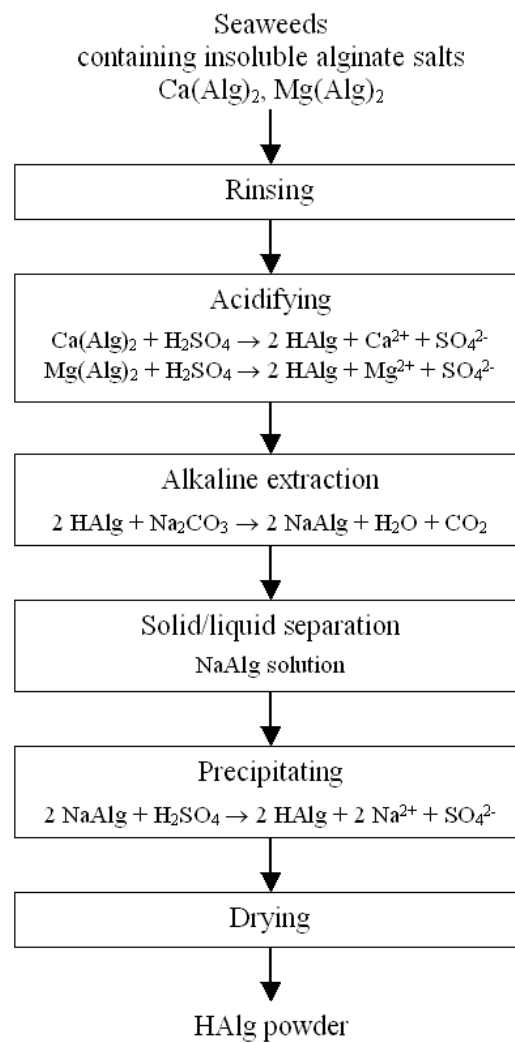 Seaweeds
containing insoluble alginate salts
Ca(Alg)₂, Mg(Alg)₂
Rinsing
Acidifying
Ca(Alg)₂ + H₂SO₄ → 2 HAlg + Ca²⁺ + SO₄²⁻
Mg(Alg)₂ + H₂SO₄ → 2 HAlg + Mg²⁺ + SO₄²⁻
Alkaline extraction
2 HAlg + Na₂CO₃ → 2 NaAlg + H₂O + CO₂
Solid/liquid separation
NaAlg solution
Precipitating
2 NaAlg + H₂SO₄ → 2 HAlg + 2 Na²⁺ + SO₄²⁻
Drying
HAlg powder